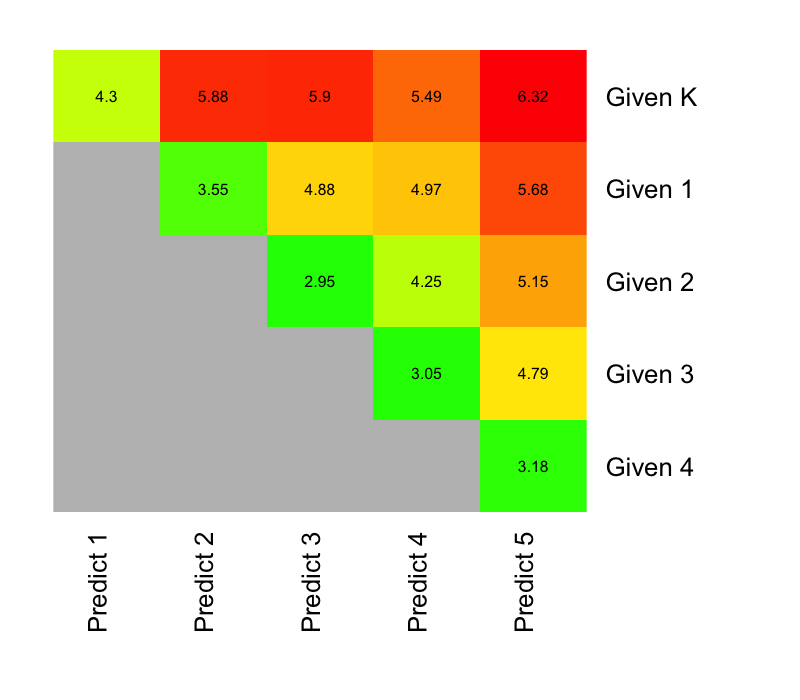 4.3 5.88 5.9 5.49 6.32 Given K
3.55 4.88 4.97 5.68 Given 1
2.95 4.25 5.15 Given 2
3.05 4.79 Given 3
3.18 Given 4
Predict 1
Predict 2
Predict 3
Predict 4
Predict 5